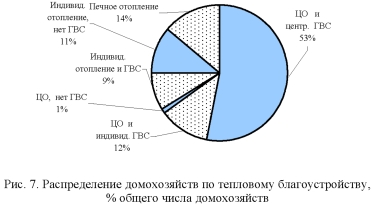 Индивид.
отопление,
нет ГВС
11%
Печное отопление
14%
ЦО и
центр. ГВС
53%
Индивид.
отопление и ГВС
9%
ЦО, нет ГВС
1%
ЦО и
индивид. ГВС
12%
Рис. 7. Распределение домохозяйств по тепловому благоустройству,
% общего числа домохозяйств